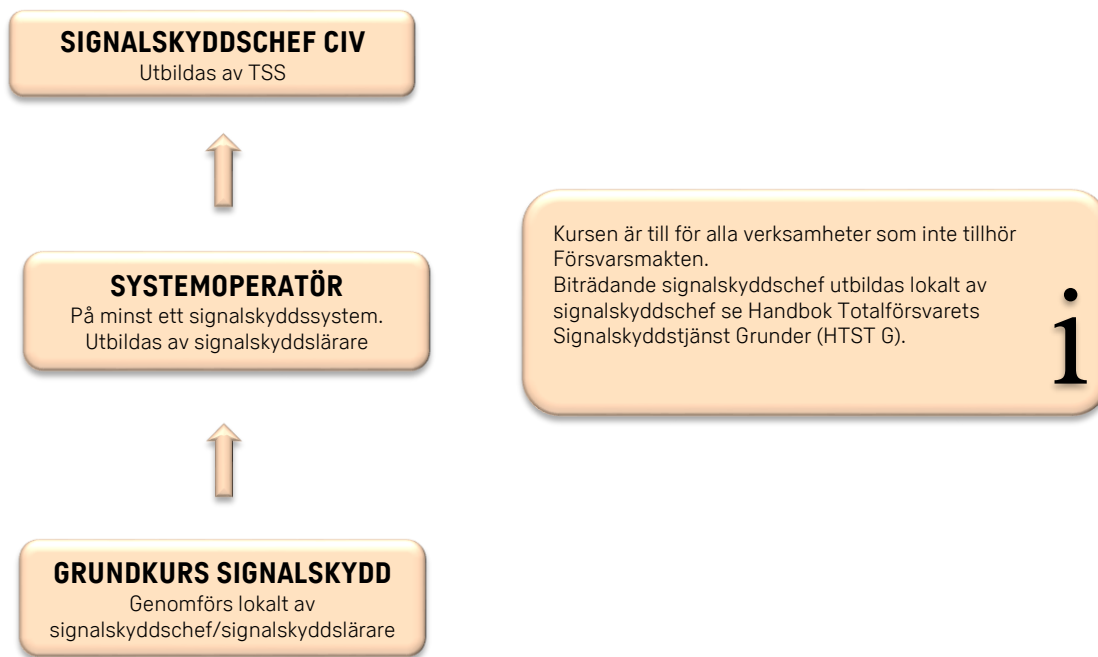 SIGNALSKYDDSCHEF CIV
Utbildas av TSS
SYSTEMOPERATÖR
På minst ett signalskyddssystem.
Utbildas av signalskyddslärare
GRUNDKURS SIGNALSKYDD
Genomförs lokalt av
signalskyddschef/signalskyddslärare
Kursen är till för alla verksamheter som inte tillhör
Försvarsmakten.
Biträdande signalskyddschef utbildas lokalt av
signalskyddschef se Handbok Totalförsvarets
Signalskyddstjänst Grunder (HTST G).
i